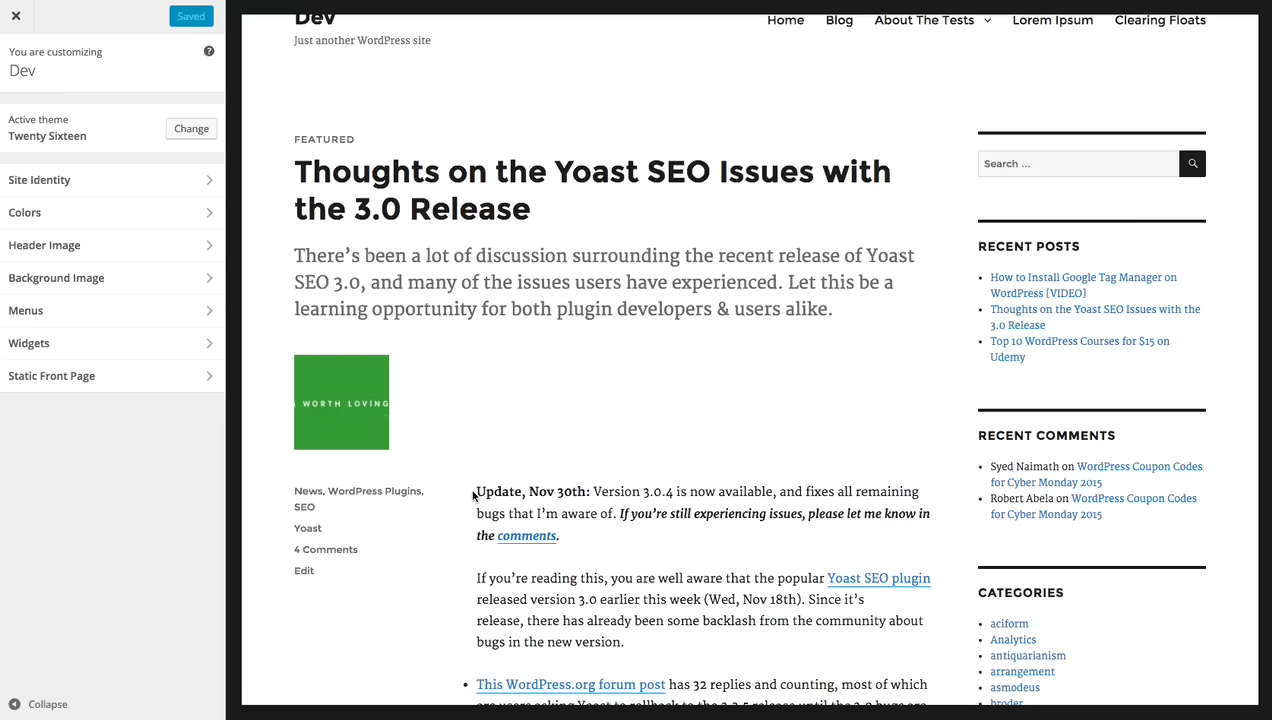 Saved
You are customizing
Dev
Active theme
Twenty Sixteen
Change
Site Identity
Colors
Header Image
Background Image
Menus
Widgets
Static Front Page
Collapse
Dev
Just another WordPress site
Home Blog About The Tests Lorem Ipsum Clearing Floats
FEATURED
Thoughts on the Yoast SEO Issues with
the 3.0 Release
There’s been a lot of discussion surrounding the recent release of Yoast
SEO 3.0, and many of the issues users have experienced. Let this be a
learning opportunity for both plugin developers & users alike.
WORTH LOVING
News, WordPress Plugins,
SEO
Yoast
4 Comments
Edit
Update, Nov 30th: Version 3.0.4 is now available, and fixes all remaining
bugs that I’m aware of. If you’re still experiencing issues, please let me know in
the comments.
If you’re reading this, you are well aware that the popular Yoast SEO plugin
released version 3.0 earlier this week (Wed, Nov 18th). Since it’s
release, there has already been some backlash from the community about
bugs in the new version.
This WordPress.org forum post has 32 replies and counting, most of which
Search …
RECENT POSTS
How to Install Google Tag Manager on
WordPress [VIDEO]
Thoughts on the Yoast SEO Issues with the
3.0 Release
Top 10 WordPress Courses for $15 on
Udemy
RECENT COMMENTS
Syed Naimath on WordPress Coupon Codes
for Cyber Monday 2015
Robert Abela on WordPress Coupon Codes
for Cyber Monday 2015
CATEGORIES
aciform
Analytics
antiquarianism
arrangement
asmodeus
broder